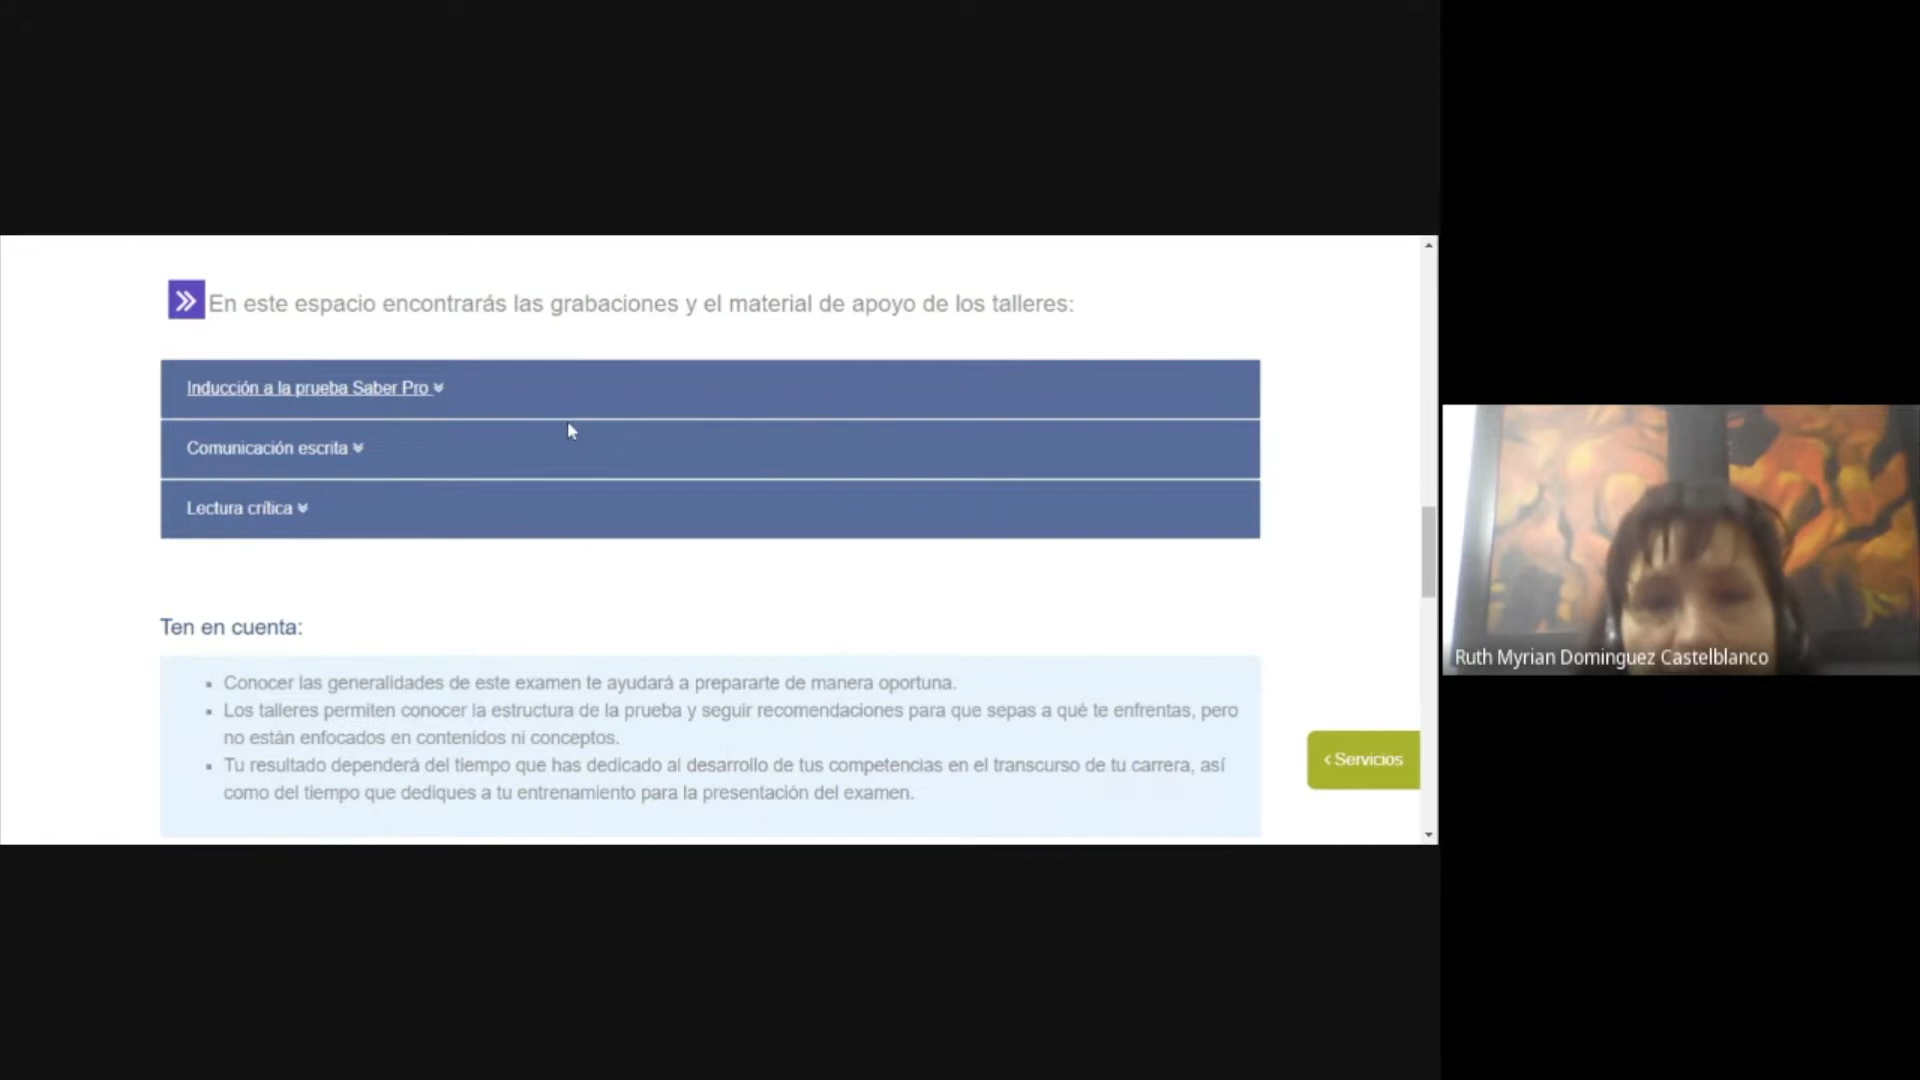 En este espacio encontrarás las grabaciones y el material de apoyo de los talleres:
Inducción a la prueba Saber Pro
Comunicación escrita
Lectura crítica
Ten en cuenta:
Conocer las generalidades de este examen te ayudará a prepararte de manera oportuna.
Los talleres permiten conocer la estructura de la prueba y seguir recomendaciones para que sepas a qué te enfrentas, pero
no están enfocados en contenidos ni conceptos.
Tu resultado dependerá del tiempo que has dedicado al desarrollo de tus competencias en el transcurso de tu carrera, así
como del tiempo que dediques a tu entrenamiento para la presentación del examen.
Servicios
Ruth Myrian Dominguez Castelblanco